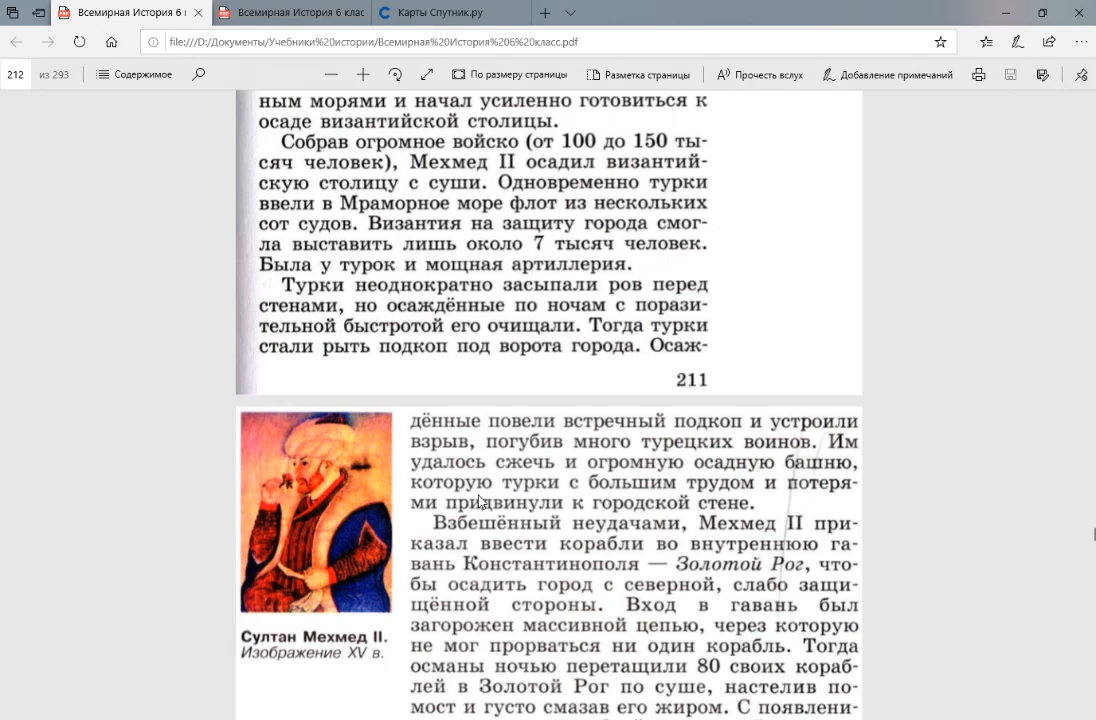 Всемирная История 6
Всемирная История 6 клас
Карты Спутник.ру
file:///D:/Документы/Учебники%20истории/Всемирная%20История%206%20класс.pdf
212 из 293 Содержимое По размеру страницы Разметка страницы Прочесть вслух Добавление примечаний
ным морями и начал усиленно готовиться к
осаде византийской столицы.
Собрав огромное войско (от 100 до 150 ты-
сяч человек), Мехмед II осадил византий-
скую столицу с суши. Одновременно турки
ввели в Мраморное море флот из нескольких
сот судов. Византия на защиту города смог-
ла выставить лишь около 7 тысяч человек.
Была у турок и мощная артиллерия.
Турки неоднократно засыпали ров перед
стенами, но осаждённые по ночам с порази-
тельной быстротой его очищали. Тогда турки
стали рыть подкоп под ворота города. Осаж-
211
дённые повели встречный подкоп и устроили
взрыв, погубив много турецких воинов. Им
удалось сжечь и огромную осадную башню,
которую турки с большим трудом и потеря-
ми придвинули к городской стене.
Взбешённый неудачами, Мехмед II при-
казал ввести корабли во внутреннюю га-
вань Константинополя — Золотой Рог, что-
бы осадить город с северной, слабо защи-
щённой стороны. Вход в гавань был
загорожен массивной цепью, через которую
не мог прорваться ни один корабль. Тогда
османы ночью перетащили 80 своих кораб-
лей в Золотой Рог по суше, настелив по-
мост и густо смазав его жиром. С появлени-
Султан Мехмед II.
Изображение XV в.